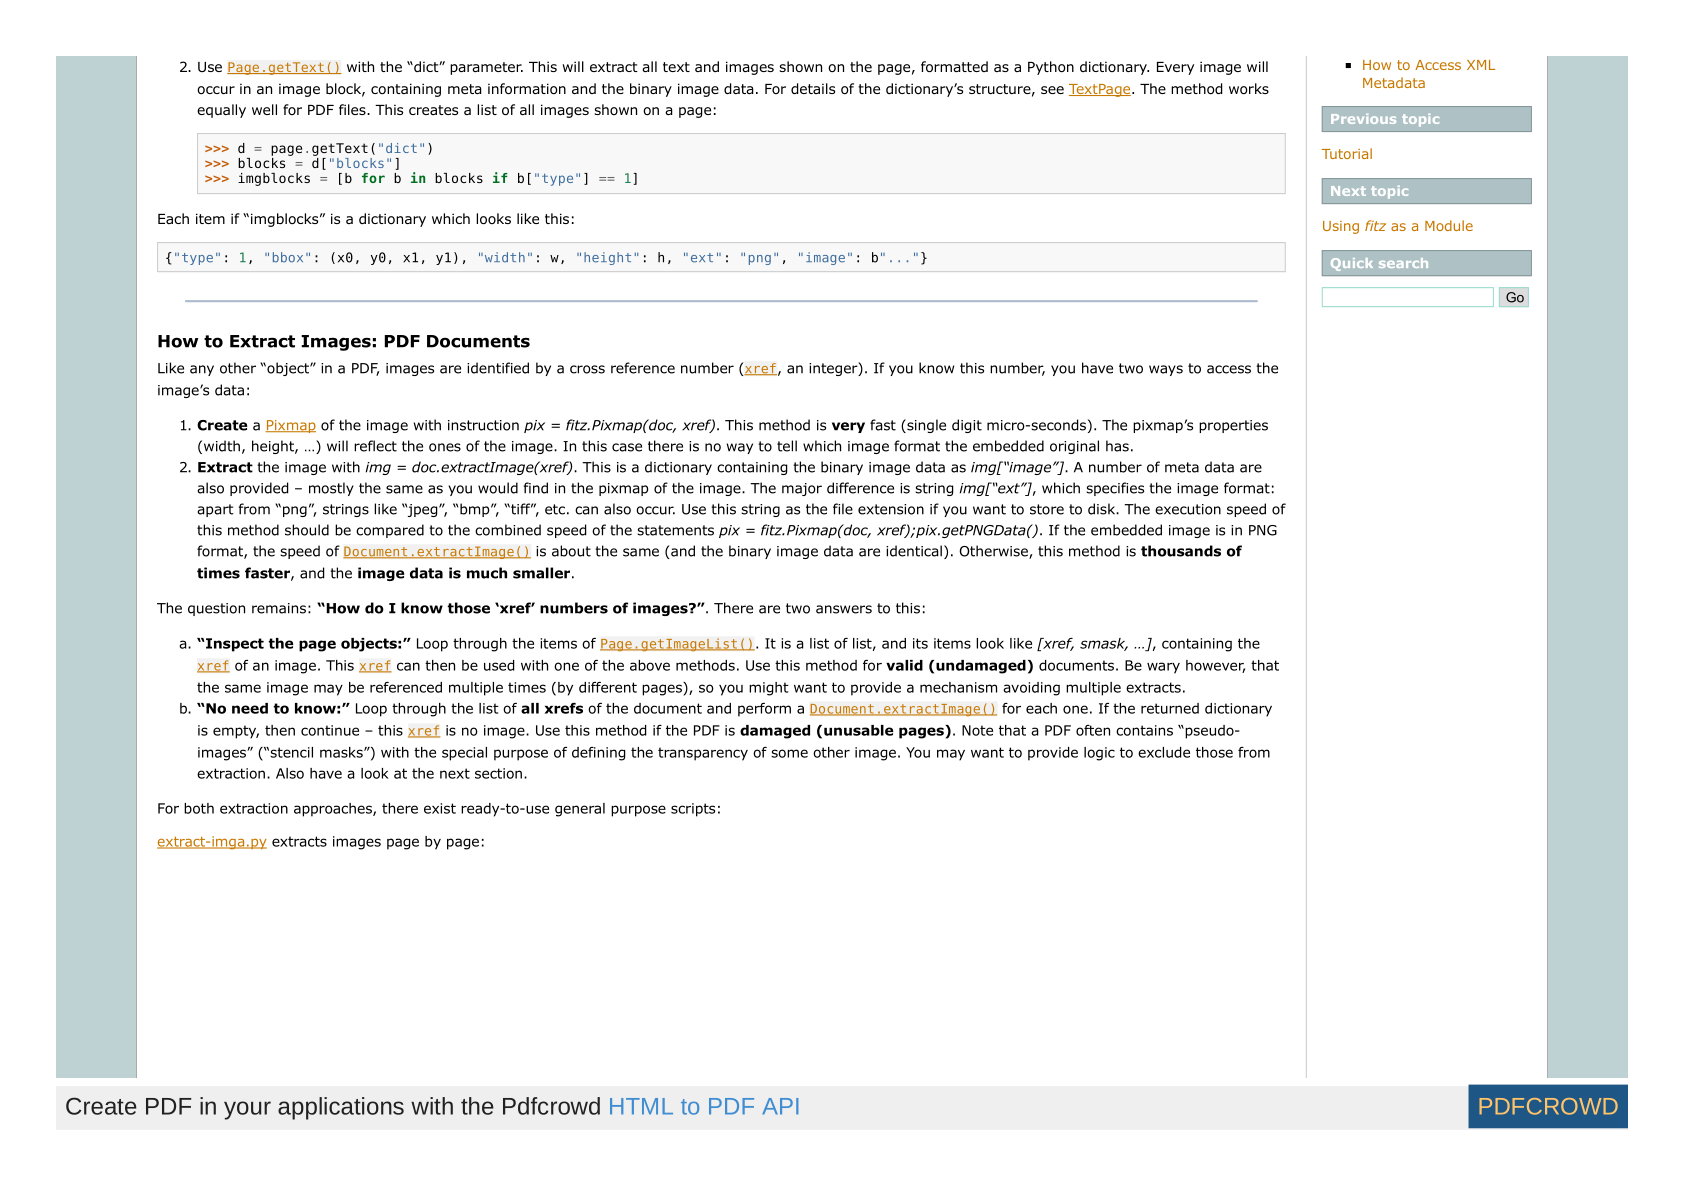 2. Use Page.getText() with the “dict” parameter. This will extract all text and images shown on the page, formatted as a Python dictionary. Every image will
occur in an image block, containing meta information and the binary image data. For details of the dictionary’s structure, see TextPage. The method works
equally well for PDF files. This creates a list of all images shown on a page:
>>> d = page.getText("dict")
>>> blocks = d["blocks"]
>>> imgblocks = [b for b in blocks if b["type"] == 1]
Each item if “imgblocks” is a dictionary which looks like this:
{"type": 1, "bbox": (x0, y0, x1, y1), "width": w, "height": h, "ext": "png", "image": b"..."}
How to Extract Images: PDF Documents
Like any other “object” in a PDF, images are identified by a cross reference number (xref, an integer). If you know this number, you have two ways to access the
image’s data:
1. Create a Pixmap of the image with instruction pix = fitz.Pixmap(doc, xref). This method is very fast (single digit micro-seconds). The pixmap’s properties
(width, height, …) will reflect the ones of the image. In this case there is no way to tell which image format the embedded original has.
2. Extract the image with img = doc.extractImage(xref). This is a dictionary containing the binary image data as img[“image”]. A number of meta data are
also provided – mostly the same as you would find in the pixmap of the image. The major difference is string img[“ext”], which specifies the image format:
apart from “png”, strings like “jpeg”, “bmp”, “tiff”, etc. can also occur. Use this string as the file extension if you want to store to disk. The execution speed of
this method should be compared to the combined speed of the statements pix = fitz.Pixmap(doc, xref);pix.getPNGData(). If the embedded image is in PNG
format, the speed of Document.extractImage() is about the same (and the binary image data are identical). Otherwise, this method is thousands of
times faster, and the image data is much smaller.
The question remains: “How do I know those ‘xref’ numbers of images?”. There are two answers to this:
a. “Inspect the page objects:” Loop through the items of Page.getImageList(). It is a list of list, and its items look like [xref, smask, …], containing the
xref of an image. This xref can then be used with one of the above methods. Use this method for valid (undamaged) documents. Be wary however, that
the same image may be referenced multiple times (by different pages), so you might want to provide a mechanism avoiding multiple extracts.
b. “No need to know:” Loop through the list of all xrefs of the document and perform a Document.extractImage() for each one. If the returned dictionary
is empty, then continue – this xref is no image. Use this method if the PDF is damaged (unusable pages). Note that a PDF often contains “pseudo-
images” (“stencil masks”) with the special purpose of defining the transparency of some other image. You may want to provide logic to exclude those from
extraction. Also have a look at the next section.
For both extraction approaches, there exist ready-to-use general purpose scripts:
extract-imga.py extracts images page by page:
▪ How to Access XML
Metadata
Previous topic
Tutorial
Next topic
Using fitz as a Module
Quick search
Go
Create PDF in your applications with the Pdfcrowd HTML to PDF API
PDFCROWD